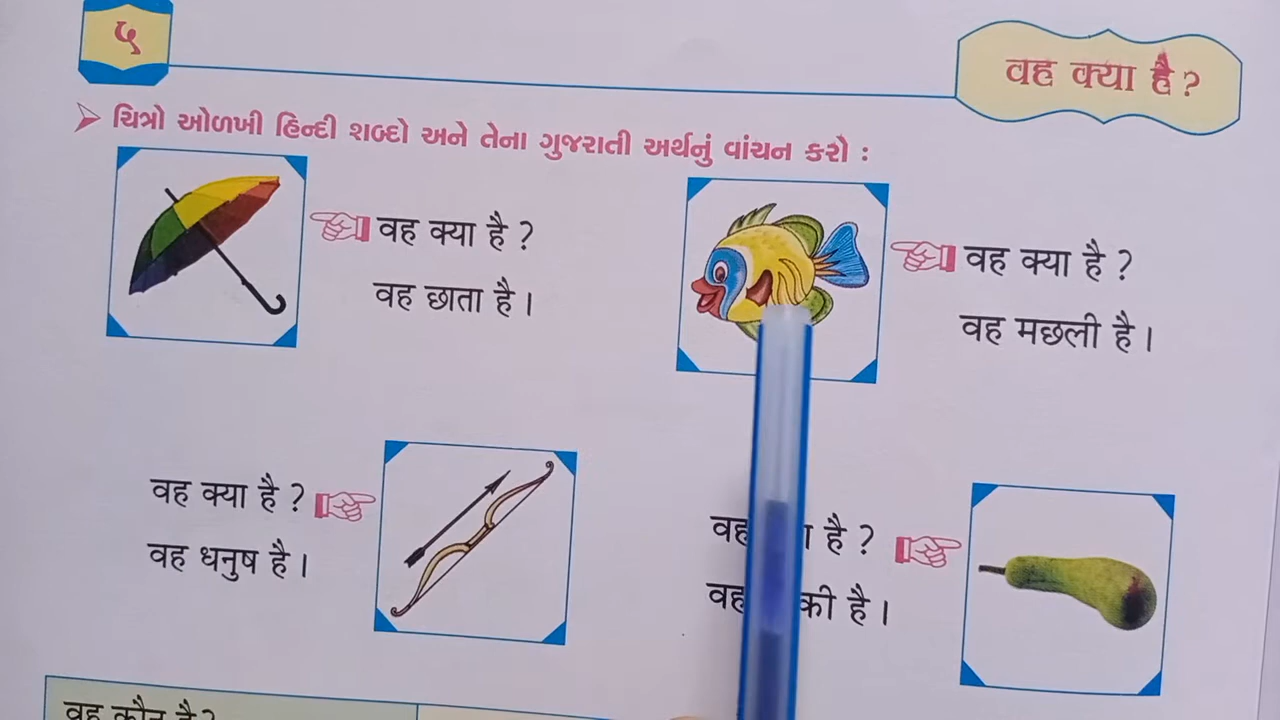 ५
वह क्या है ?
ચિત્રો ઓળખી હિન્દી શબ્દો અને તેના ગુજરાતી અર્થનું વાંચન કરો :
वह क्या है ?
वह छाता है ।
वह क्या है ?
वह मछली है ।
वह क्या है ?
वह धनुष है ।
वह है ?
वह है ।
वह कौन है?